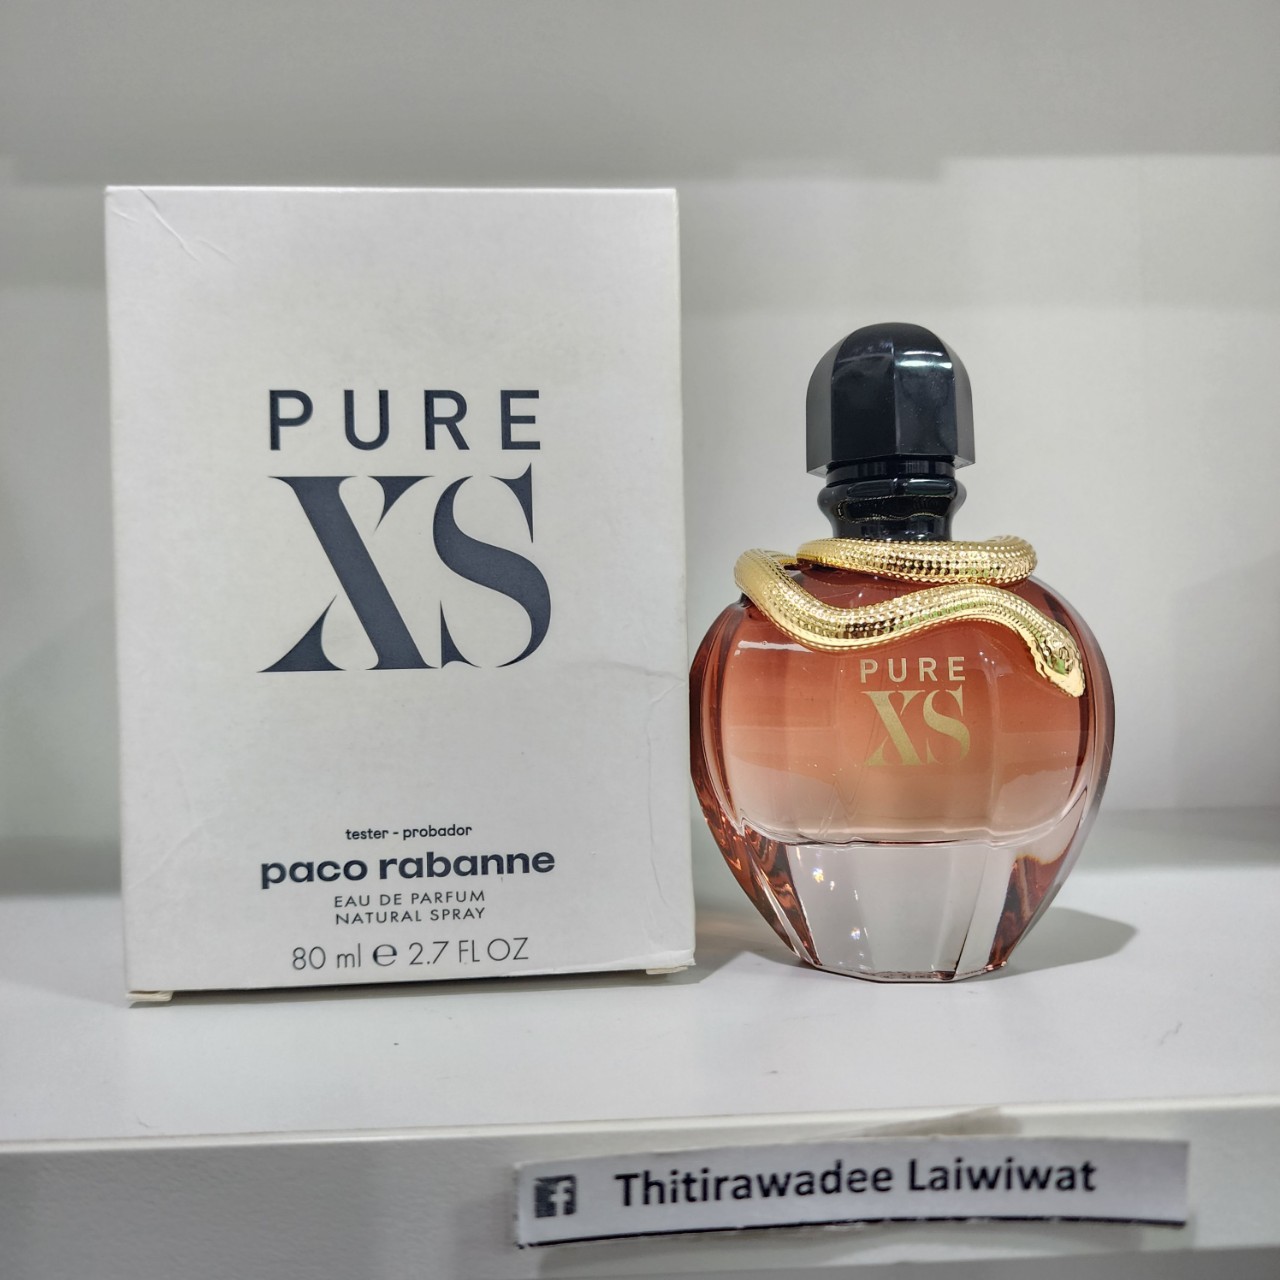 PURE
XS
tester - probador
paco rabanne
EAU DE PARFUM
NATURAL SPRAY
80 ml ℮ 2.7 FL OZ
PURE
XS
f Thitirawadee Laiwiwat